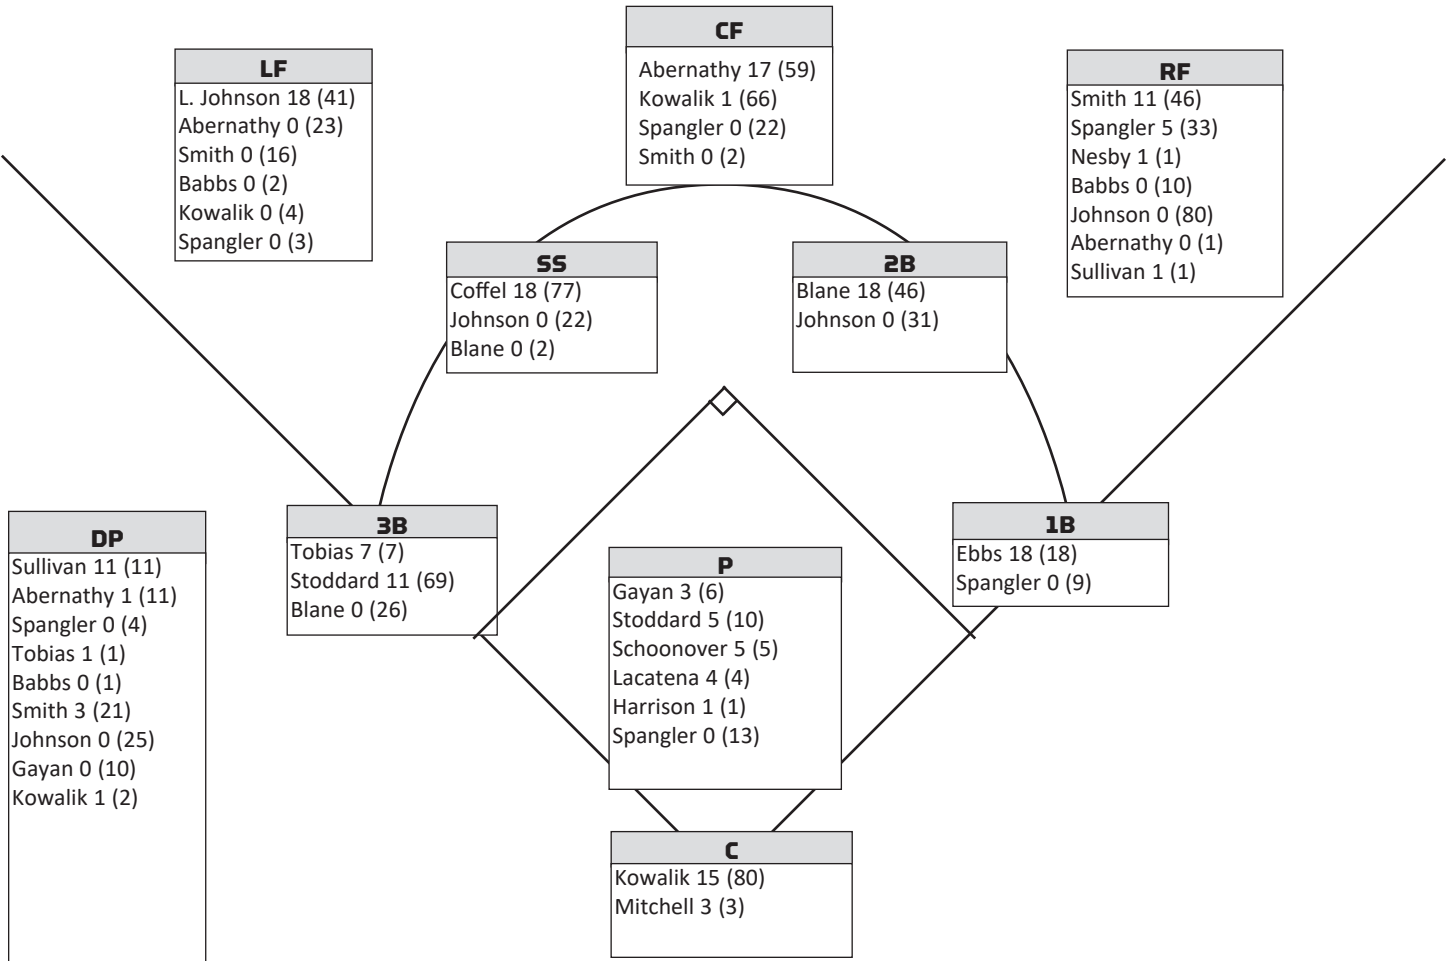 CF
Abernathy 17 (59)
Kowalik 1 (66)
Spangler 0 (22)
Smith 0 (2)
LF
L. Johnson 18 (41)
Abernathy 0 (23)
Smith 0 (16)
Babbs 0 (2)
Kowalik 0 (4)
Spangler 0 (3)
RF
Smith 11 (46)
Spangler 5 (33)
Nesby 1 (1)
Babbs 0 (10)
Johnson 0 (80)
Abernathy 0 (1)
Sullivan 1 (1)
SS
Coffel 18 (77)
Johnson 0 (22)
Blane 0 (2)
2B
Blane 18 (46)
Johnson 0 (31)
DP
Sullivan 11 (11)
Abernathy 1 (11)
Spangler 0 (4)
Tobias 1 (1)
Babbs 0 (1)
Smith 3 (21)
Johnson 0 (25)
Gayan 0 (10)
Kowalik 1 (2)
3B
Tobias 7 (7)
Stoddard 11 (69)
Blane 0 (26)
P
Gayan 3 (6)
Stoddard 5 (10)
Schoonover 5 (5)
Lacatena 4 (4)
Harrison 1 (1)
Spangler 0 (13)
1B
Ebbs 18 (18)
Spangler 0 (9)
C
Kowalik 15 (80)
Mitchell 3 (3)